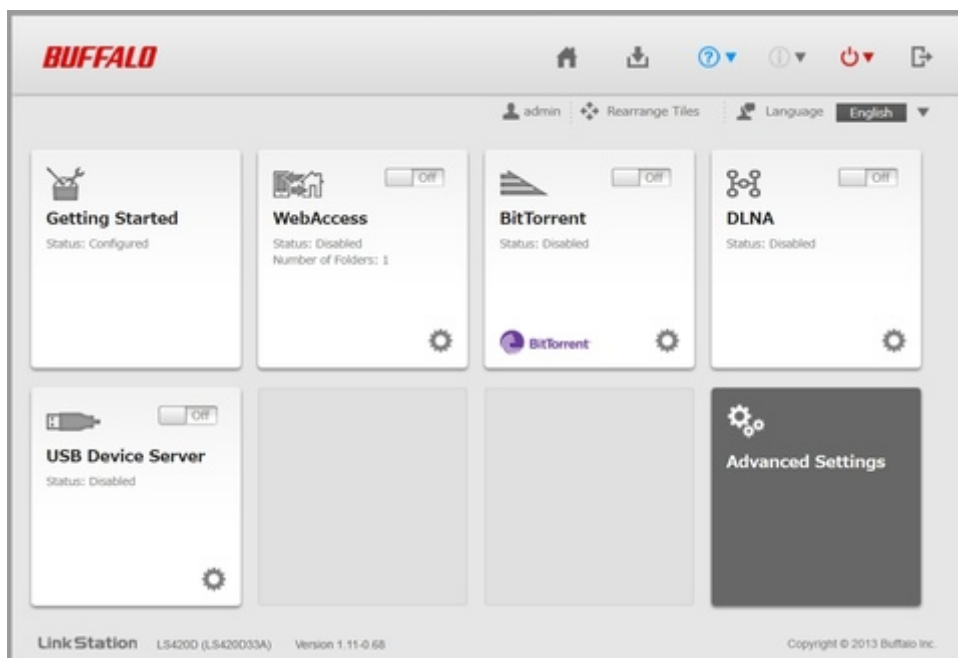 BUFFALO
admin Rearrange Tiles Language English
Getting Started
Status: Configured
Off
WebAccess
Status: Disabled
Number of Folders: 1
Off
BitTorrent
Status: Disabled
BitTorrent
Off
DLNA
Status: Disabled
Off
USB Device Server
Status: Disabled
Advanced Settings
LinkStation LS420D (LS420D33A) Version 1.11-0.68 Copyright © 2013 Buffalo Inc.